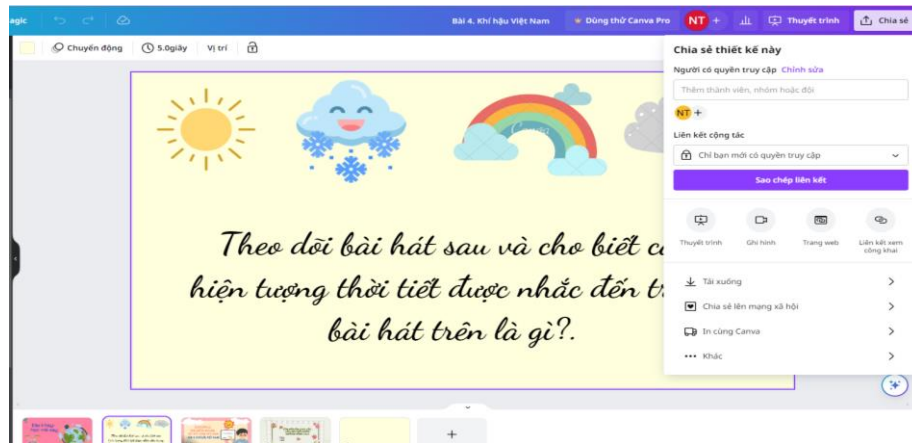 agic
Bài 4. Khí hậu Việt Nam
Dùng thử Canva Pro
NT +
Thuyết trình
Chia sẻ
Chuyển động
5.0giây
Vị trí
Chia sẻ thiết kế này
Người có quyền truy cập Chỉnh sửa
Thêm thành viên, nhóm hoặc đội
NT +
Liên kết cộng tác
Chỉ bạn mới có quyền truy cập
Sao chép liên kết
Thuyết trình
Ghi hình
Trang web
Liên kết xem
công khai
Tải xuống
Chia sẻ lên mạng xã hội
In cùng Canva
Khác
Canva
Theo dõi bài hát sau và cho biết c
hiện tượng thời tiết được nhắc đến tr
bài hát trên là gì?.
+